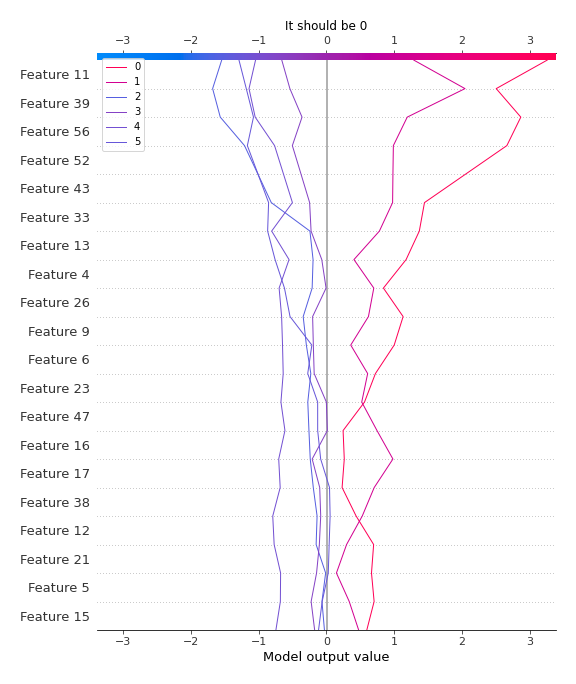 It should be 0
−3 −2 −1 0 1 2 3
0
1
2
3
4
5
Feature 11
Feature 39
Feature 56
Feature 52
Feature 43
Feature 33
Feature 13
Feature 4
Feature 26
Feature 9
Feature 6
Feature 23
Feature 47
Feature 16
Feature 17
Feature 38
Feature 12
Feature 21
Feature 5
Feature 15
−3 −2 −1 0 1 2 3
Model output value